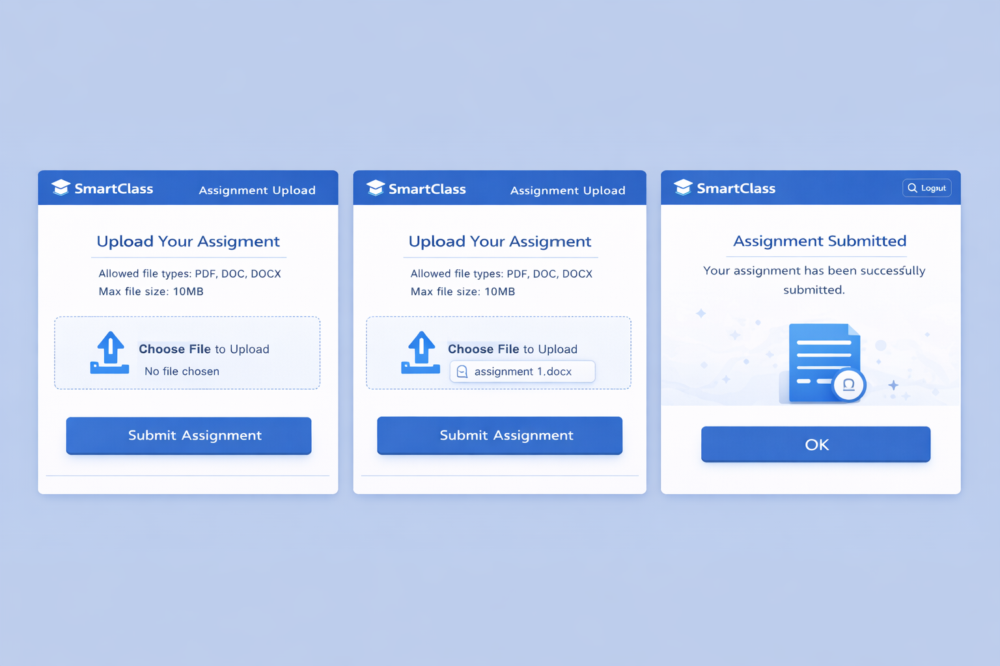 SmartClass
Assignment Upload
Upload Your Assigment
Allowed file types: PDF, DOC, DOCX
Max file size: 10MB
Choose File to Upload
No file chosen
Submit Assignment
SmartClass
Assignment Upload
Upload Your Assigment
Allowed file types: PDF, DOC, DOCX
Max file size: 10MB
Choose File to Upload
assignment 1.docx
Submit Assignment
SmartClass
Logout
Assignment Submitted
Your assignment has been successfully
submitted.
OK